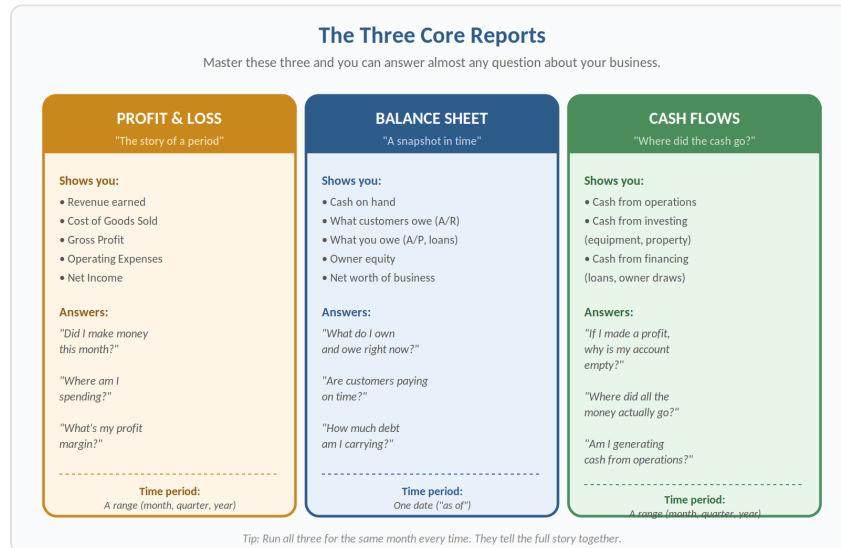 The Three Core Reports
Master these three and you can answer almost any question about your business.
PROFIT & LOSS
"The story of a period"
Shows you:
• Revenue earned
• Cost of Goods Sold
• Gross Profit
• Operating Expenses
• Net Income
Answers:
"Did I make money
this month?"
"Where am I
spending?"
"What's my profit
margin?"
Time period:
A range (month, quarter, year)
BALANCE SHEET
"A snapshot in time"
Shows you:
• Cash on hand
• What customers owe (A/R)
• What you owe (A/P, loans)
• Owner equity
• Net worth of business
Answers:
"What do I own
and owe right now?"
"Are customers paying
on time?"
"How much debt
am I carrying?"
Time period:
One date ("as of")
CASH FLOWS
"Where did the cash go?"
Shows you:
• Cash from operations
• Cash from investing
(equipment, property)
• Cash from financing
(loans, owner draws)
Answers:
"If I made a profit,
why is my account
empty?"
"Where did all the
money actually go?"
"Am I generating
cash from operations?"
Time period:
A range (month, quarter, year)
Tip: Run all three for the same month every time. They tell the full story together.